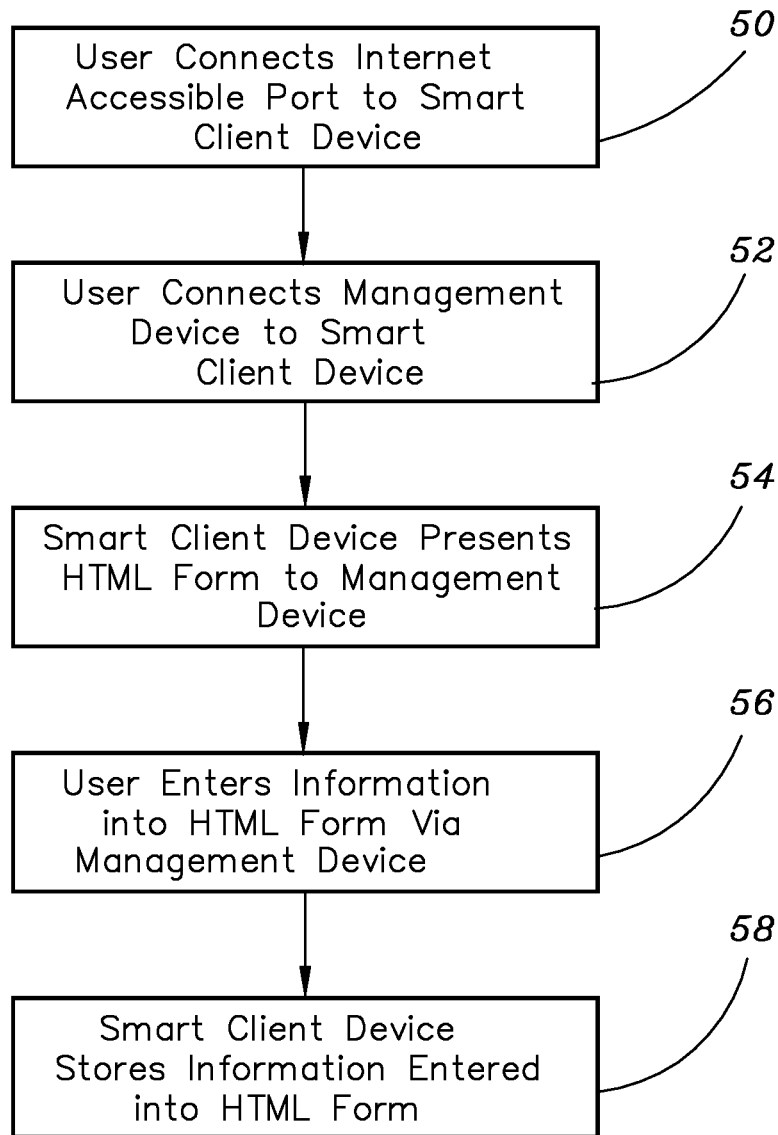 50
User Connects Internet
Accessible Port to Smart
Client Device
52
User Connects Management
Device to Smart
Client Device
54
Smart Client Device Presents
HTML Form to Management
Device
56
User Enters Information
into HTML Form Via
Management Device
58
Smart Client Device
Stores Information Entered
into HTML Form